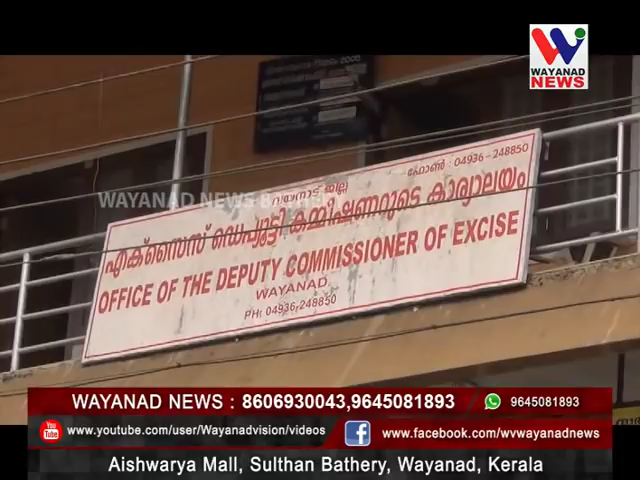 WAYANAD
NEWS
വയനാട് ജില്ല
ഫോൺ : 04936-248850
എക്സൈസ് ഡെപ്യൂട്ടി കമ്മീഷണറുടെ കാര്യാലയം
OFFICE OF THE DEPUTY COMMISSIONER OF EXCISE
WAYANAD
PH: 04936-248850
WAYANAD NEWS : 8606930043,9645081893
9645081893
www.youtube.com/user/Wayanadvision/videos
www.facebook.com/wvwayanadnews
Aishwarya Mall, Sulthan Bathery, Wayanad, Kerala